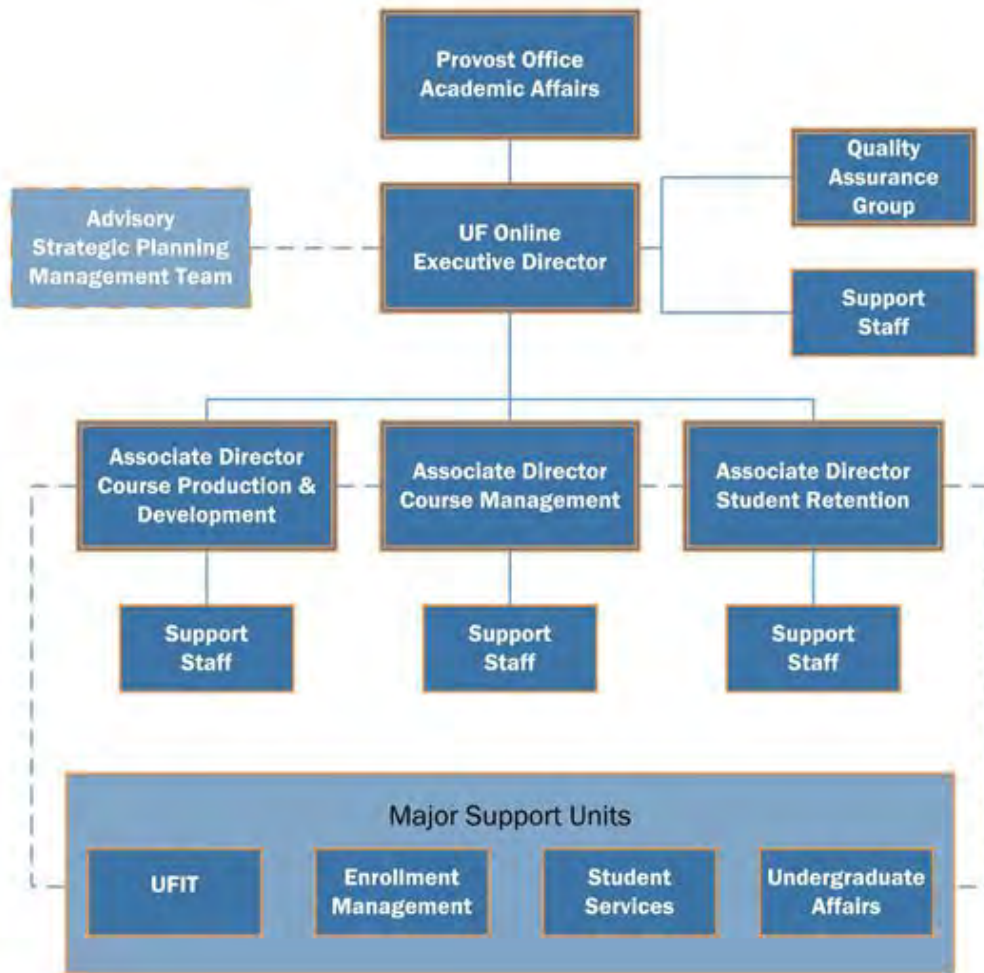 Provost Office
Academic Affairs
Quality
Assurance
Group
Advisory
Strategic Planning
Management Team
UF Online
Executive Director
Support
Staff
Associate Director
Course Production &
Development
Associate Director
Course Management
Associate Director
Student Retention
Support
Staff
Support
Staff
Support
Staff
Major Support Units
UFIT
Enrollment
Management
Student
Services
Undergraduate
Affairs